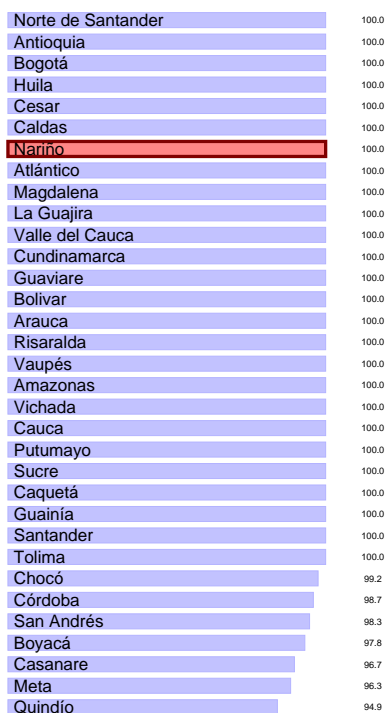 Norte de Santander 100.0
Antioquia 100.0
Bogotá 100.0
Huila 100.0
Cesar 100.0
Caldas 100.0
Nariño 100.0
Atlántico 100.0
Magdalena 100.0
La Guajira 100.0
Valle del Cauca 100.0
Cundinamarca 100.0
Guaviare 100.0
Bolivar 100.0
Arauca 100.0
Risaralda 100.0
Vaupés 100.0
Amazonas 100.0
Vichada 100.0
Cauca 100.0
Putumayo 100.0
Sucre 100.0
Caquetá 100.0
Guainía 100.0
Santander 100.0
Tolima 100.0
Chocó 99.2
Córdoba 98.7
San Andrés 98.3
Boyacá 97.8
Casanare 96.7
Meta 96.3
Quindío 94.9